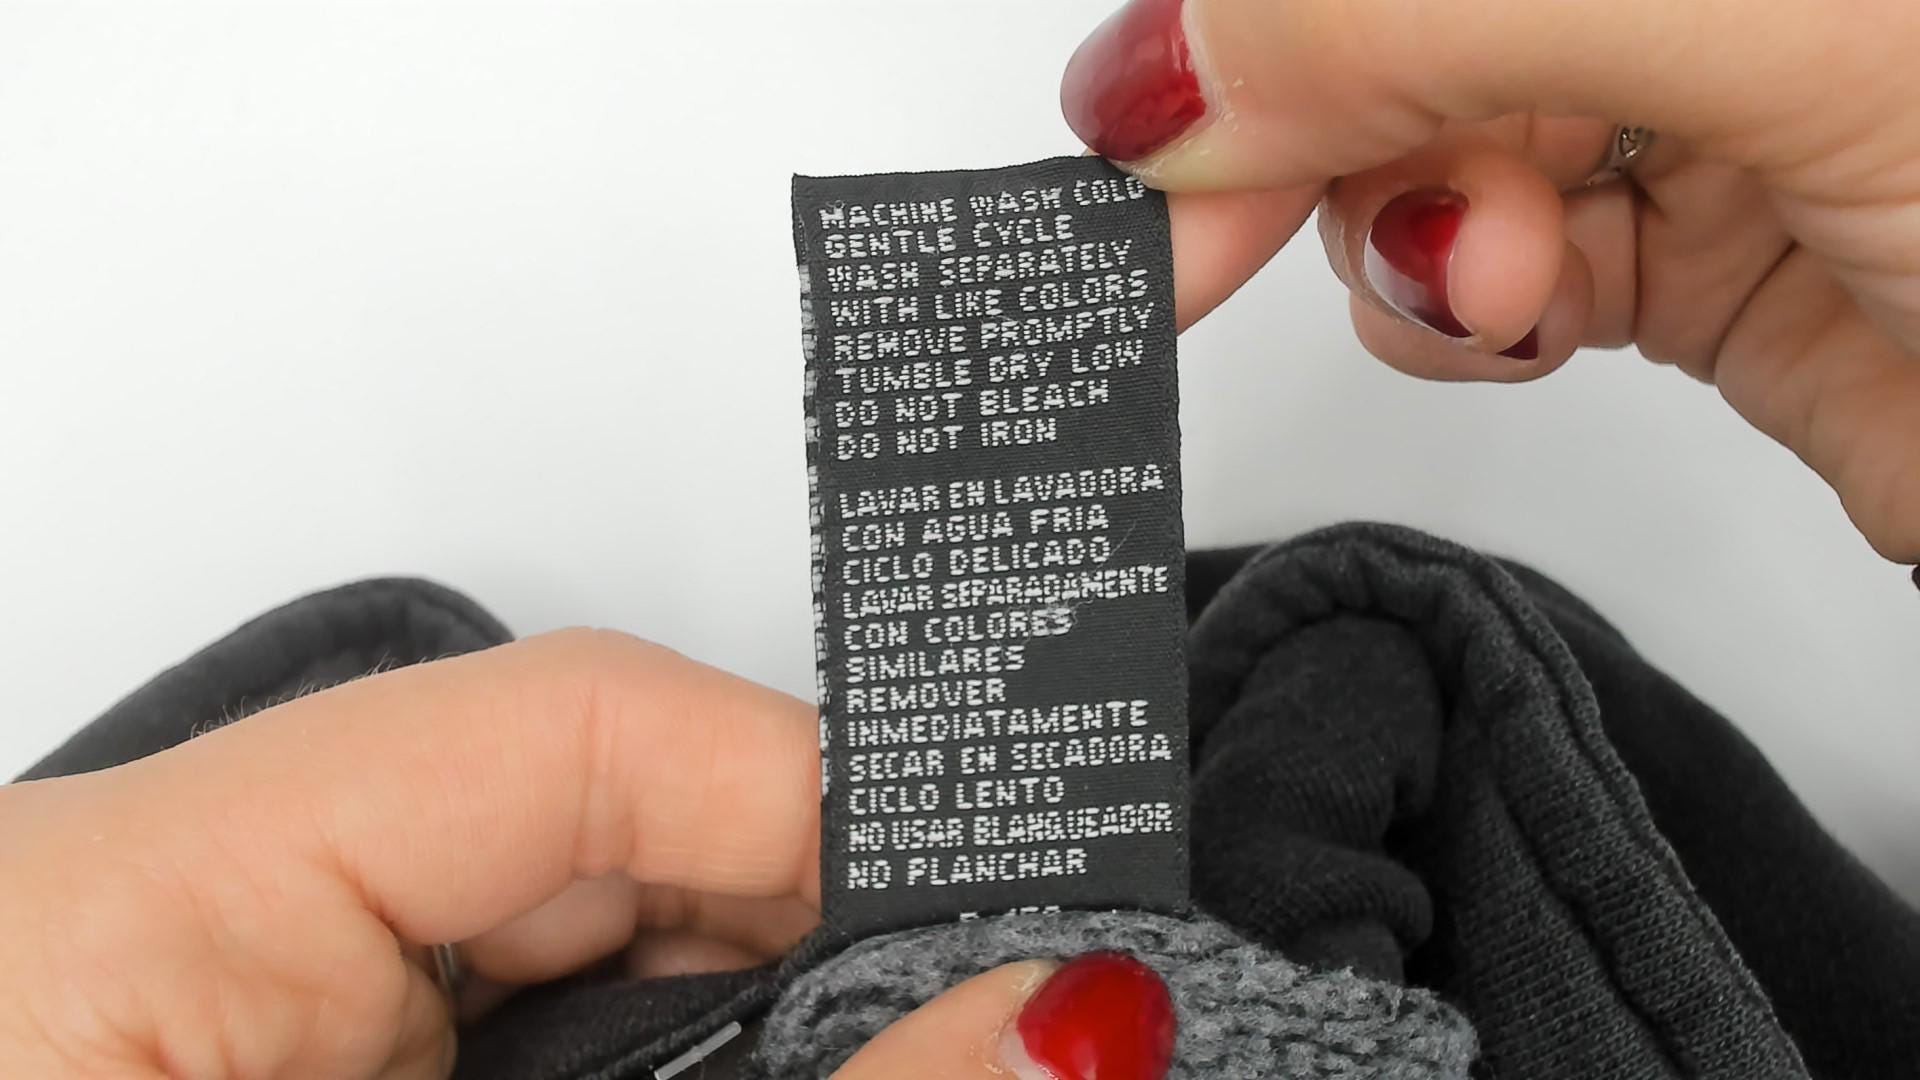 MACHINE WASH COLD
GENTLE CYCLE
WASH SEPARATELY
WITH LIKE COLORS
REMOVE PROMPTLY
TUMBLE DRY LOW
DO NOT BLEACH
DO NOT IRON
LAVAR EN LAVADORA
CON AGUA FRIA
CICLO DELICADO
LAVAR SEPARADAMENTE
CON COLORES
SIMILARES
REMOVER
INMEDIATAMENTE
SECAR EN SECADORA
CICLO LENTO
NO USAR BLANQUEADOR
NO PLANCHAR